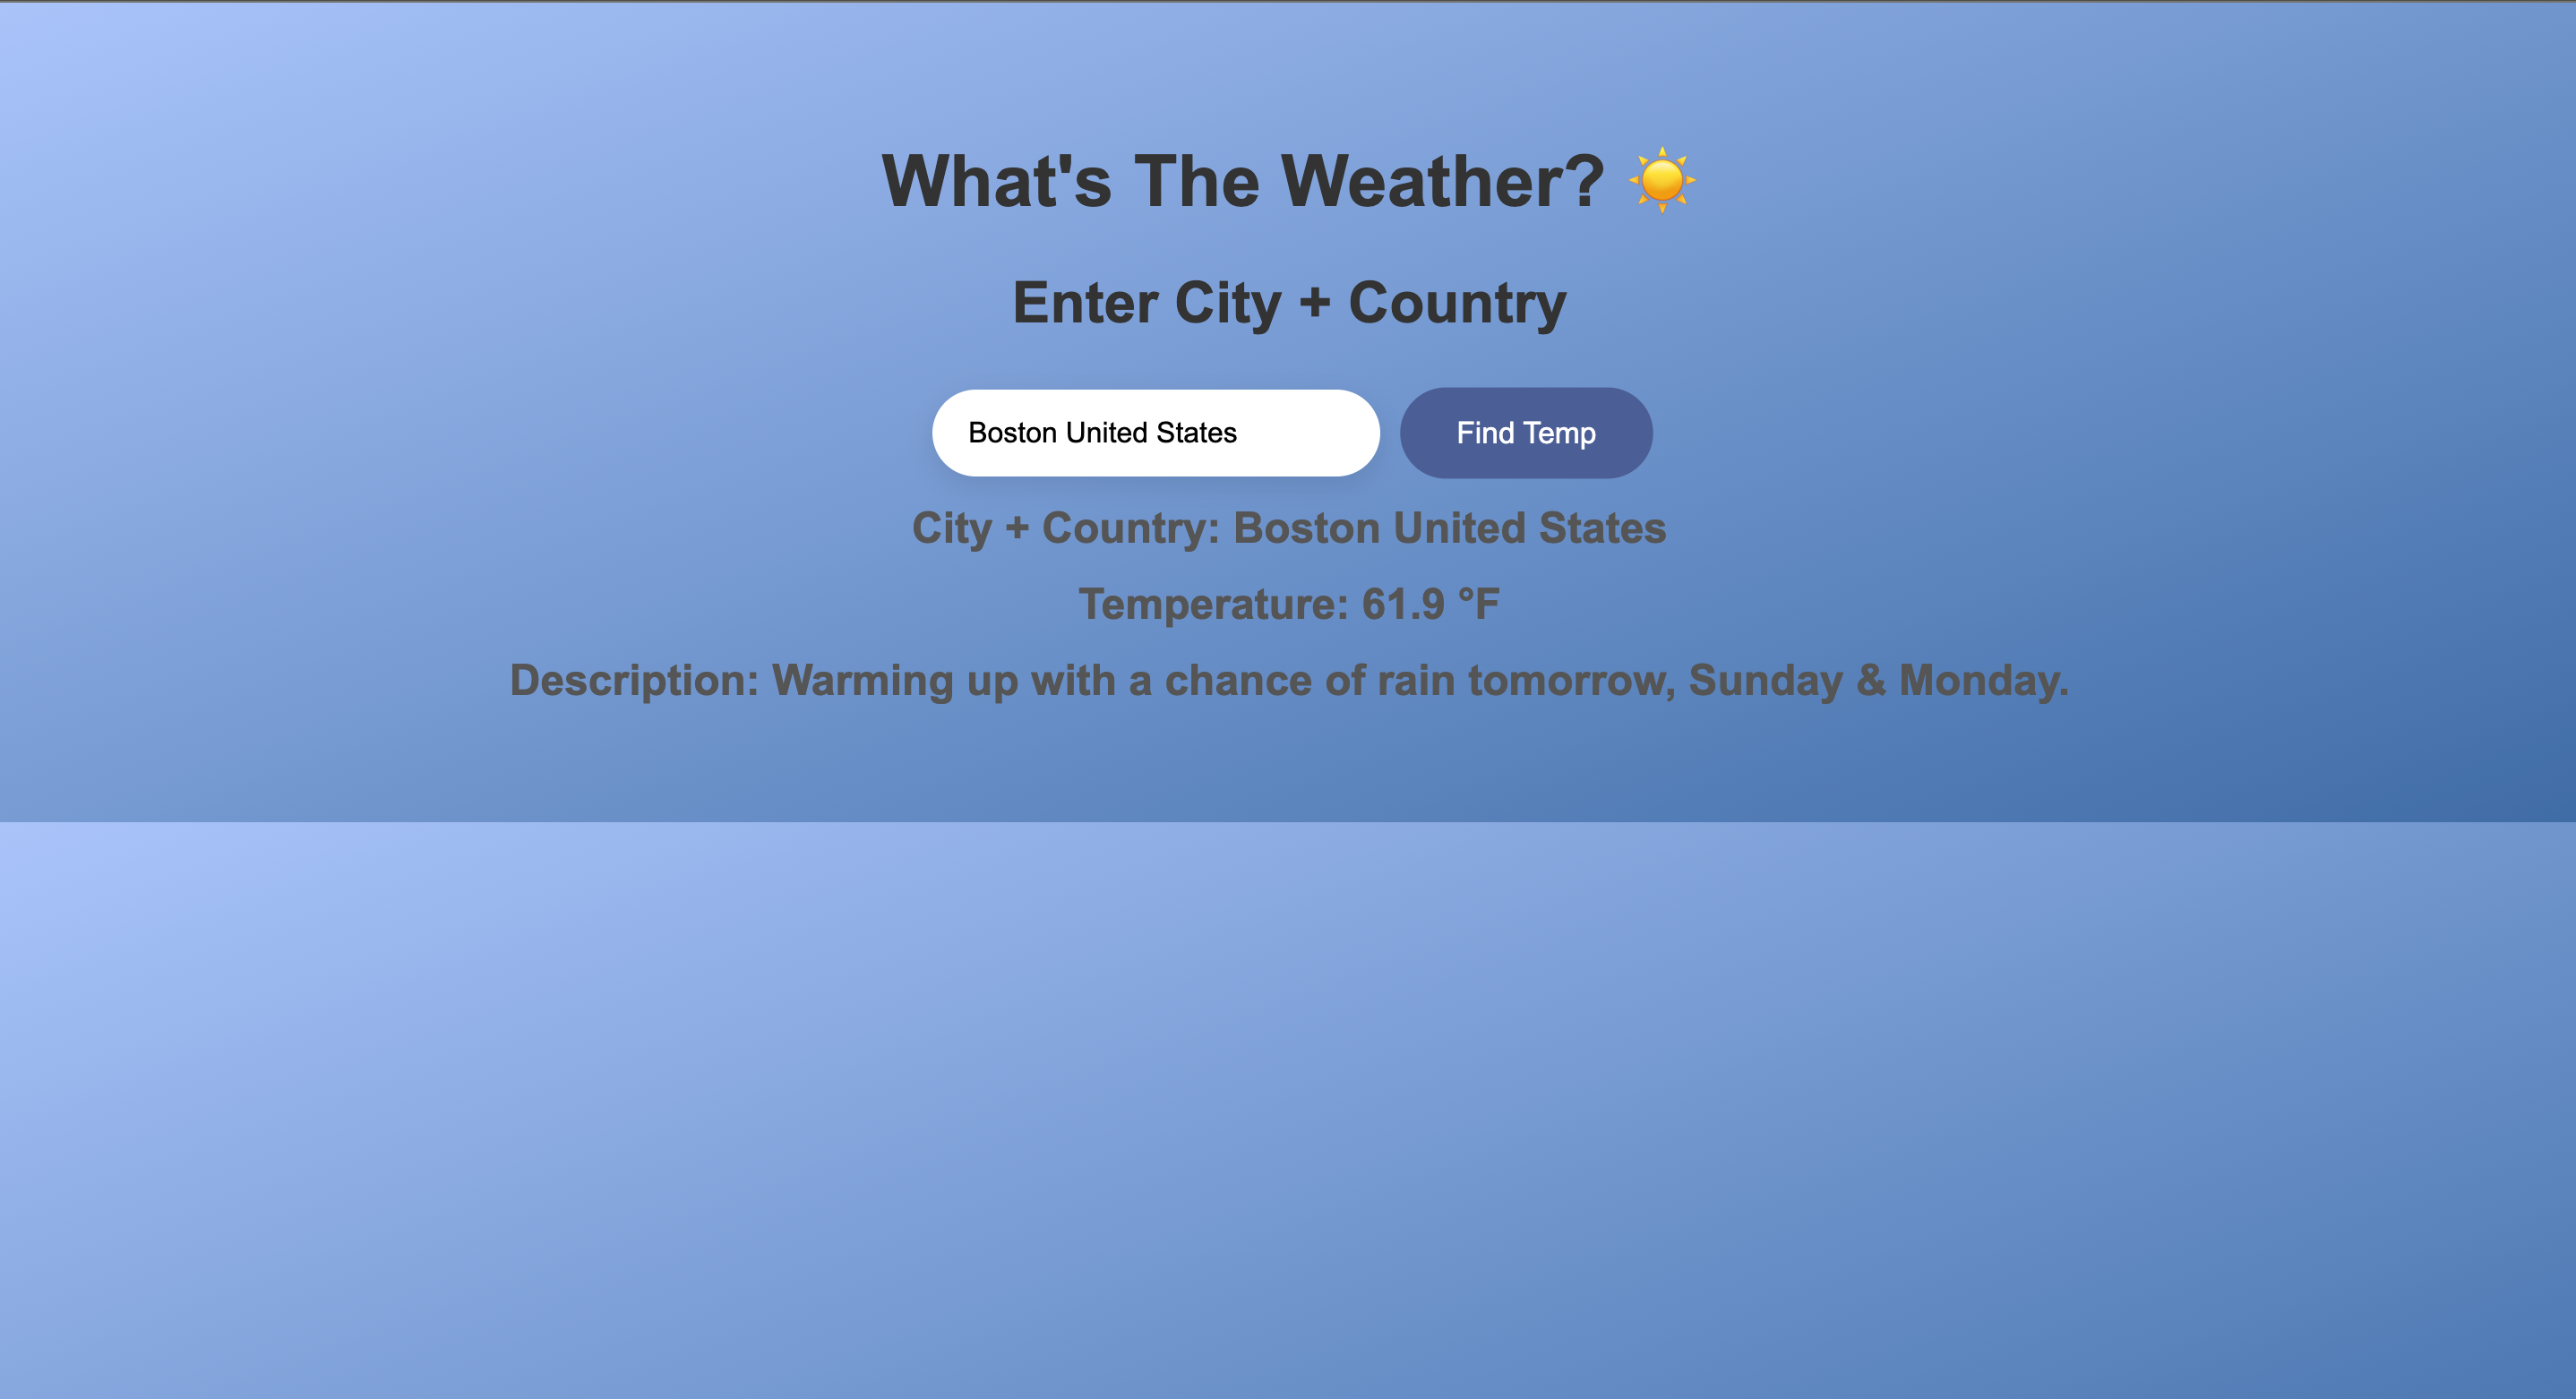 What's The Weather? ☀️
Enter City + Country
Boston United States
Find Temp
City + Country: Boston United States
Temperature: 61.9 °F
Description: Warming up with a chance of rain tomorrow, Sunday & Monday.